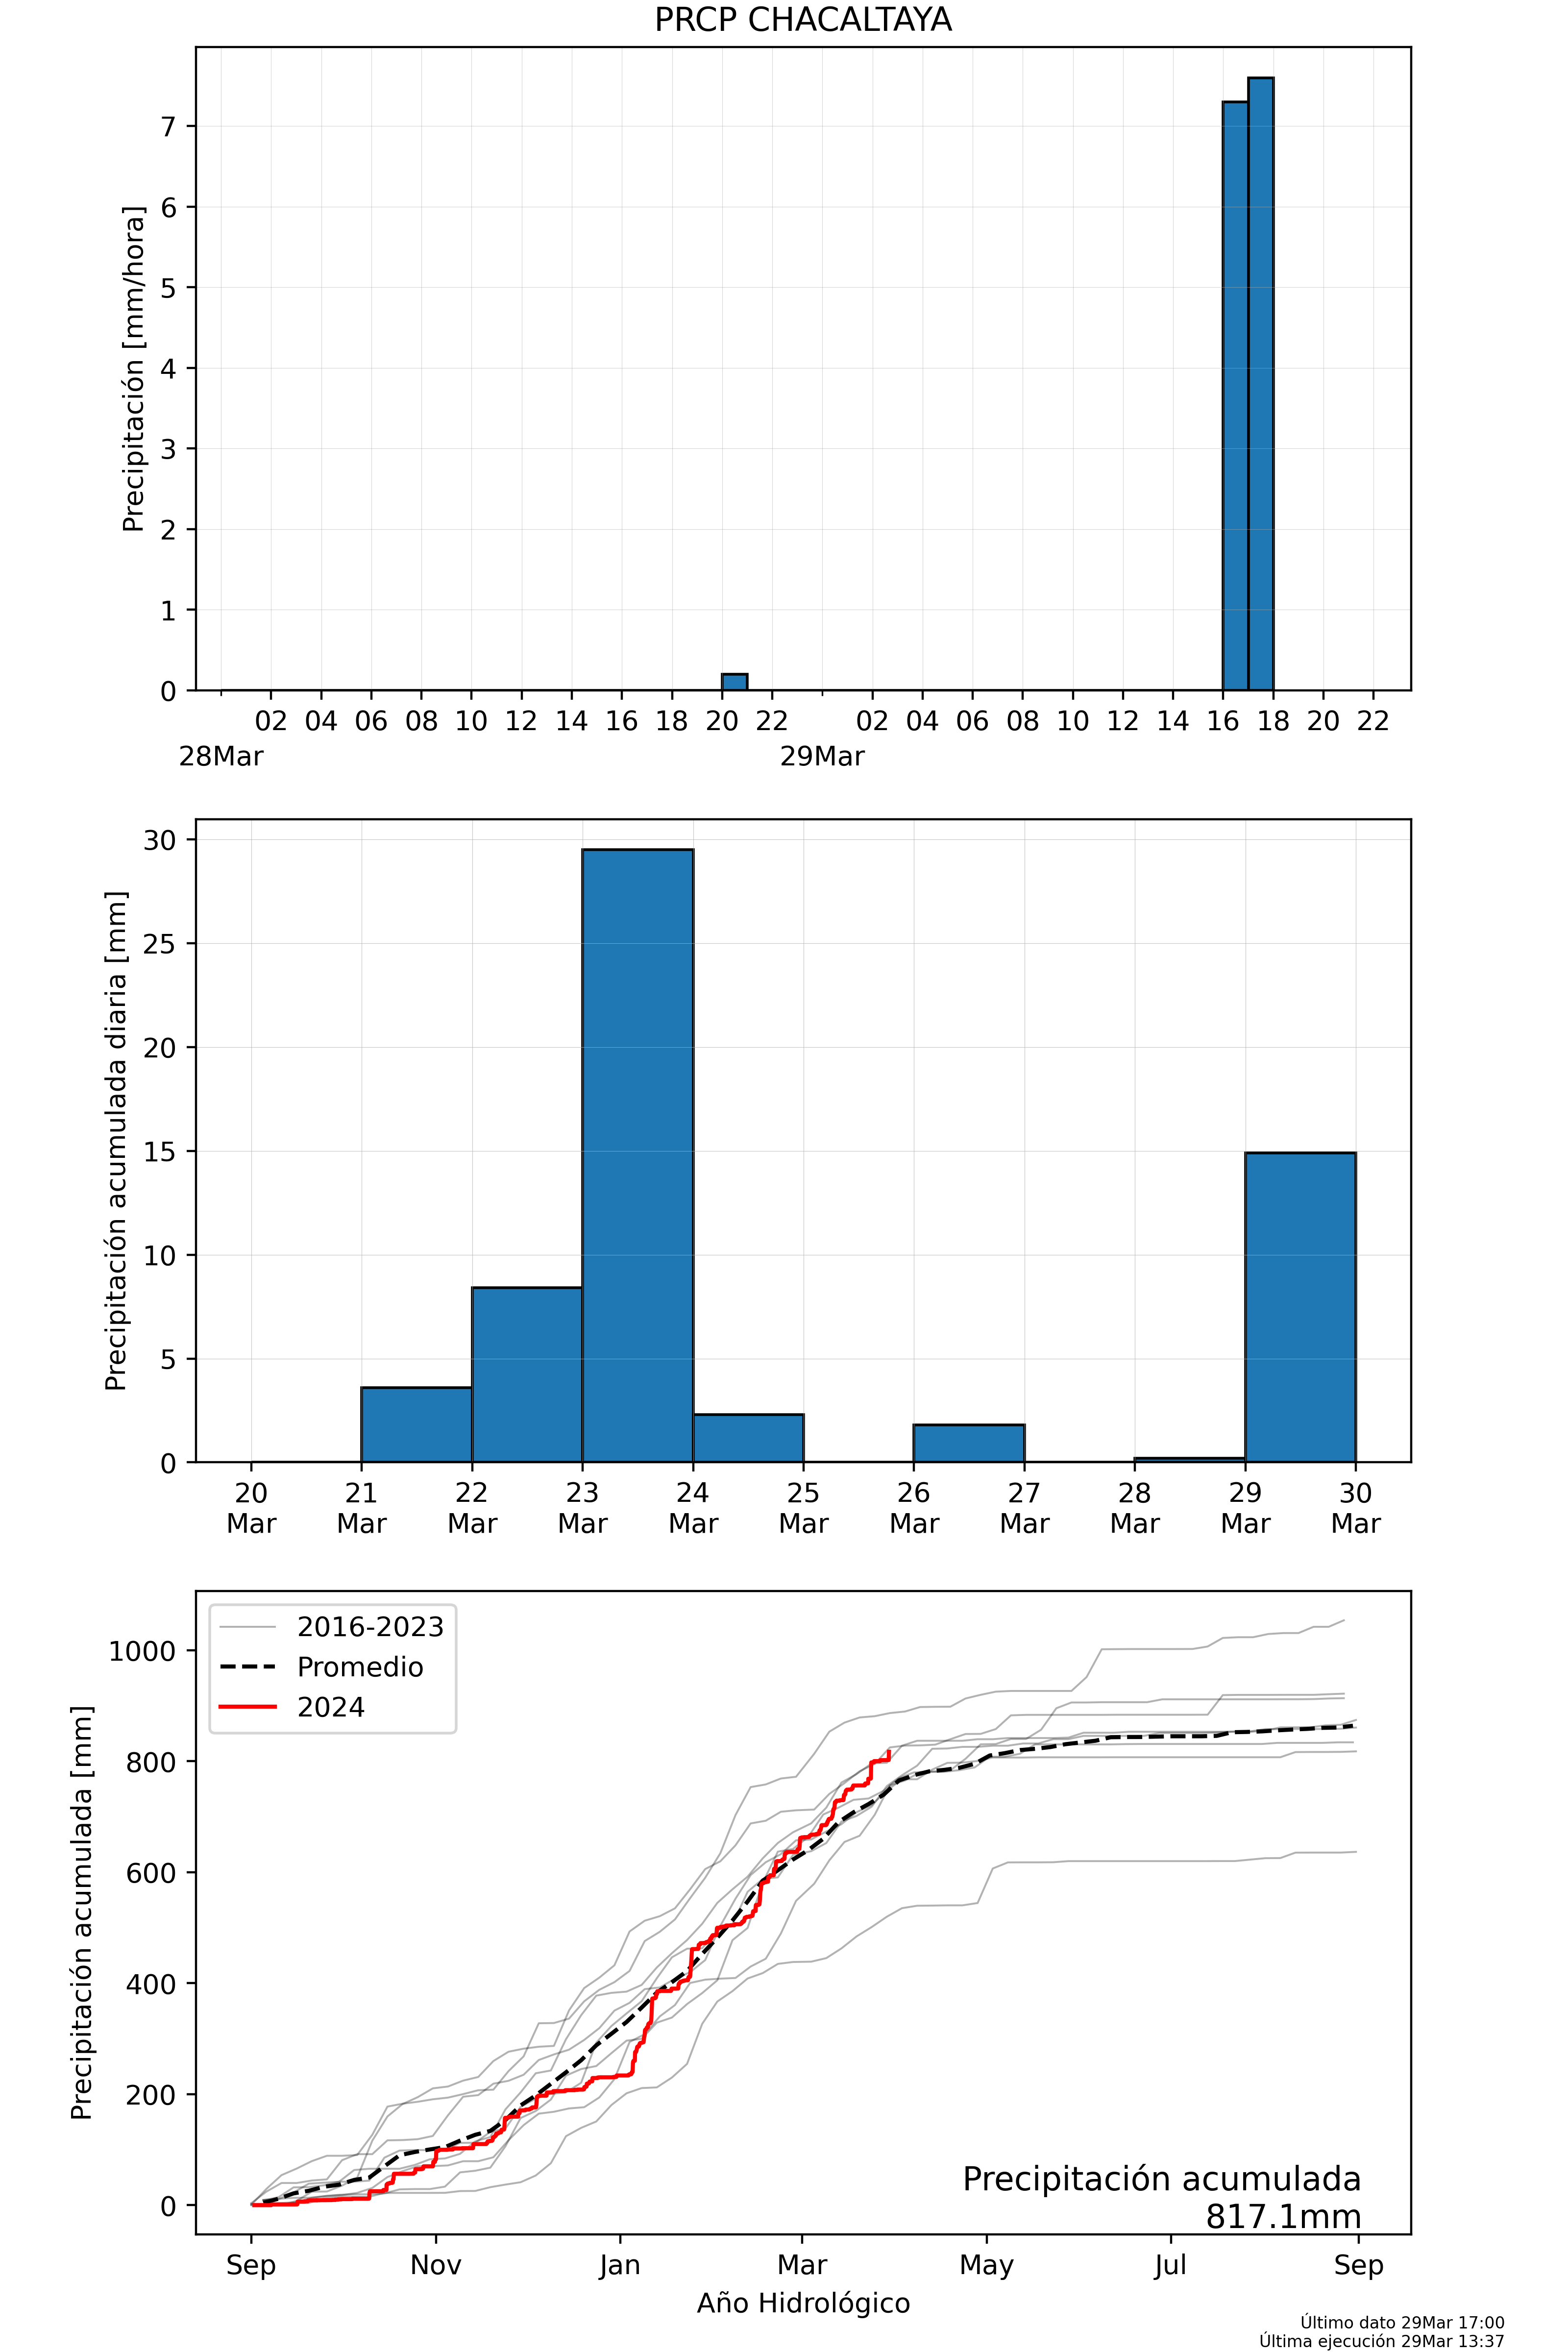 PRCP CHACALTAYA
Precipitación [mm/hora]
7
6
5
4
3
2
1
0
02 04 06 08 10 12 14 16 18 20 22 02 04 06 08 10 12 14 16 18 20 22
28Mar 29Mar
Precipitación acumulada diaria [mm]
30
25
20
15
10
5
0
20 21 22 23 24 25 26 27 28 29 30
Mar Mar Mar Mar Mar Mar Mar Mar Mar Mar Mar
Precipitación acumulada [mm]
1000
800
600
400
200
0
2016-2023
Promedio
2024
Precipitación acumulada
817.1mm
Sep Nov Jan Mar May Jul Sep
Año Hidrológico
Último dato 29Mar 17:00
Última ejecución 29Mar 13:37